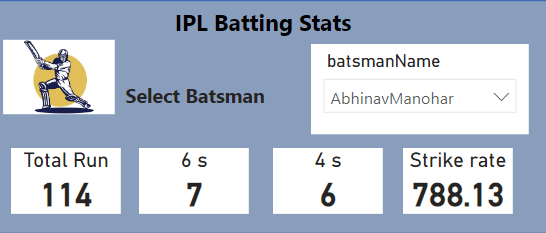 IPL Batting Stats
batsmanName
Select Batsman
AbhinavManohar
Total Run
6 s
4 s
Strike rate
114
7
6
788.13